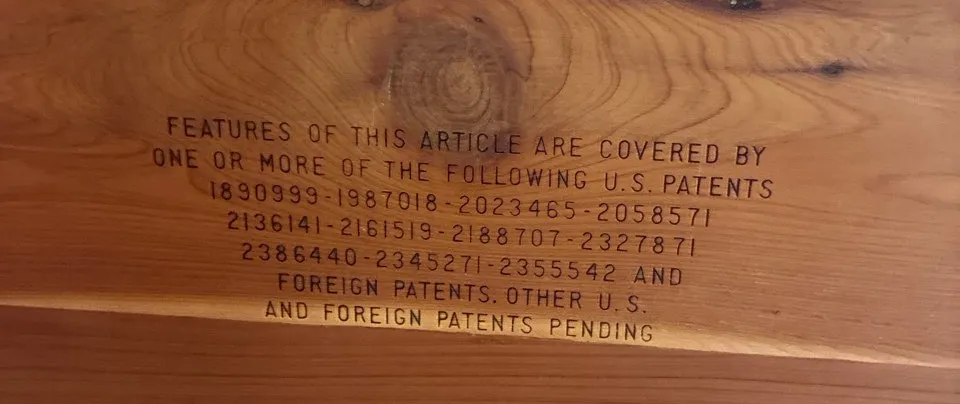 FEATURES OF THIS ARTICLE ARE COVERED BY
ONE OR MORE OF THE FOLLOWING U.S. PATENTS
1890999-1987018-2023465-2058571
2136141-2161519-2188707-2327871
2386440-2345271-2355542 AND
FOREIGN PATENTS. OTHER U.S.
AND FOREIGN PATENTS PENDING